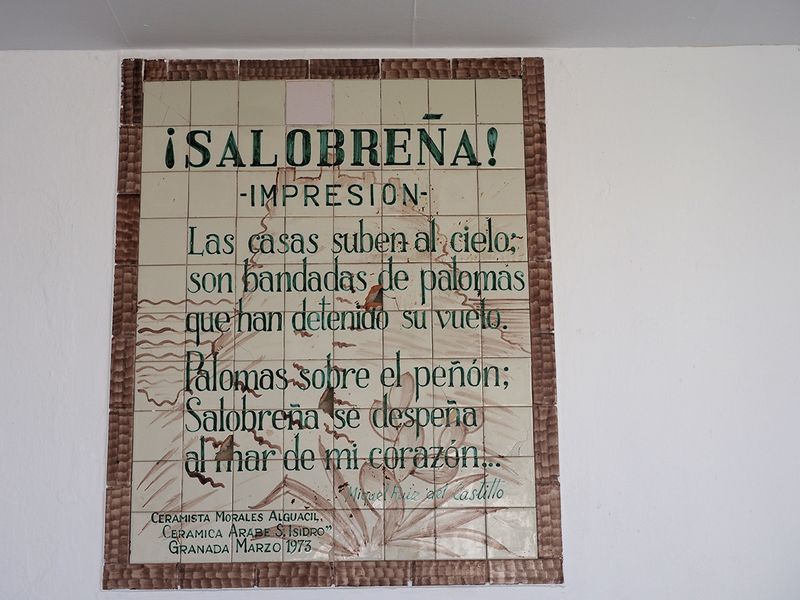 ¡SALOBREÑA!
-IMPRESION-
Las casas suben al cielo;
son bandadas de palomas
que han detenido su vuelo.
Palomas sobre el peñón;
Salobreña se despeña
al mar de mi corazón...
Miguel Ruiz del Castillo
CERAMISTA MORALES ALGUACIL,
"CERAMICA ARABE S. ISIDRO"
GRANADA MARZO 1973